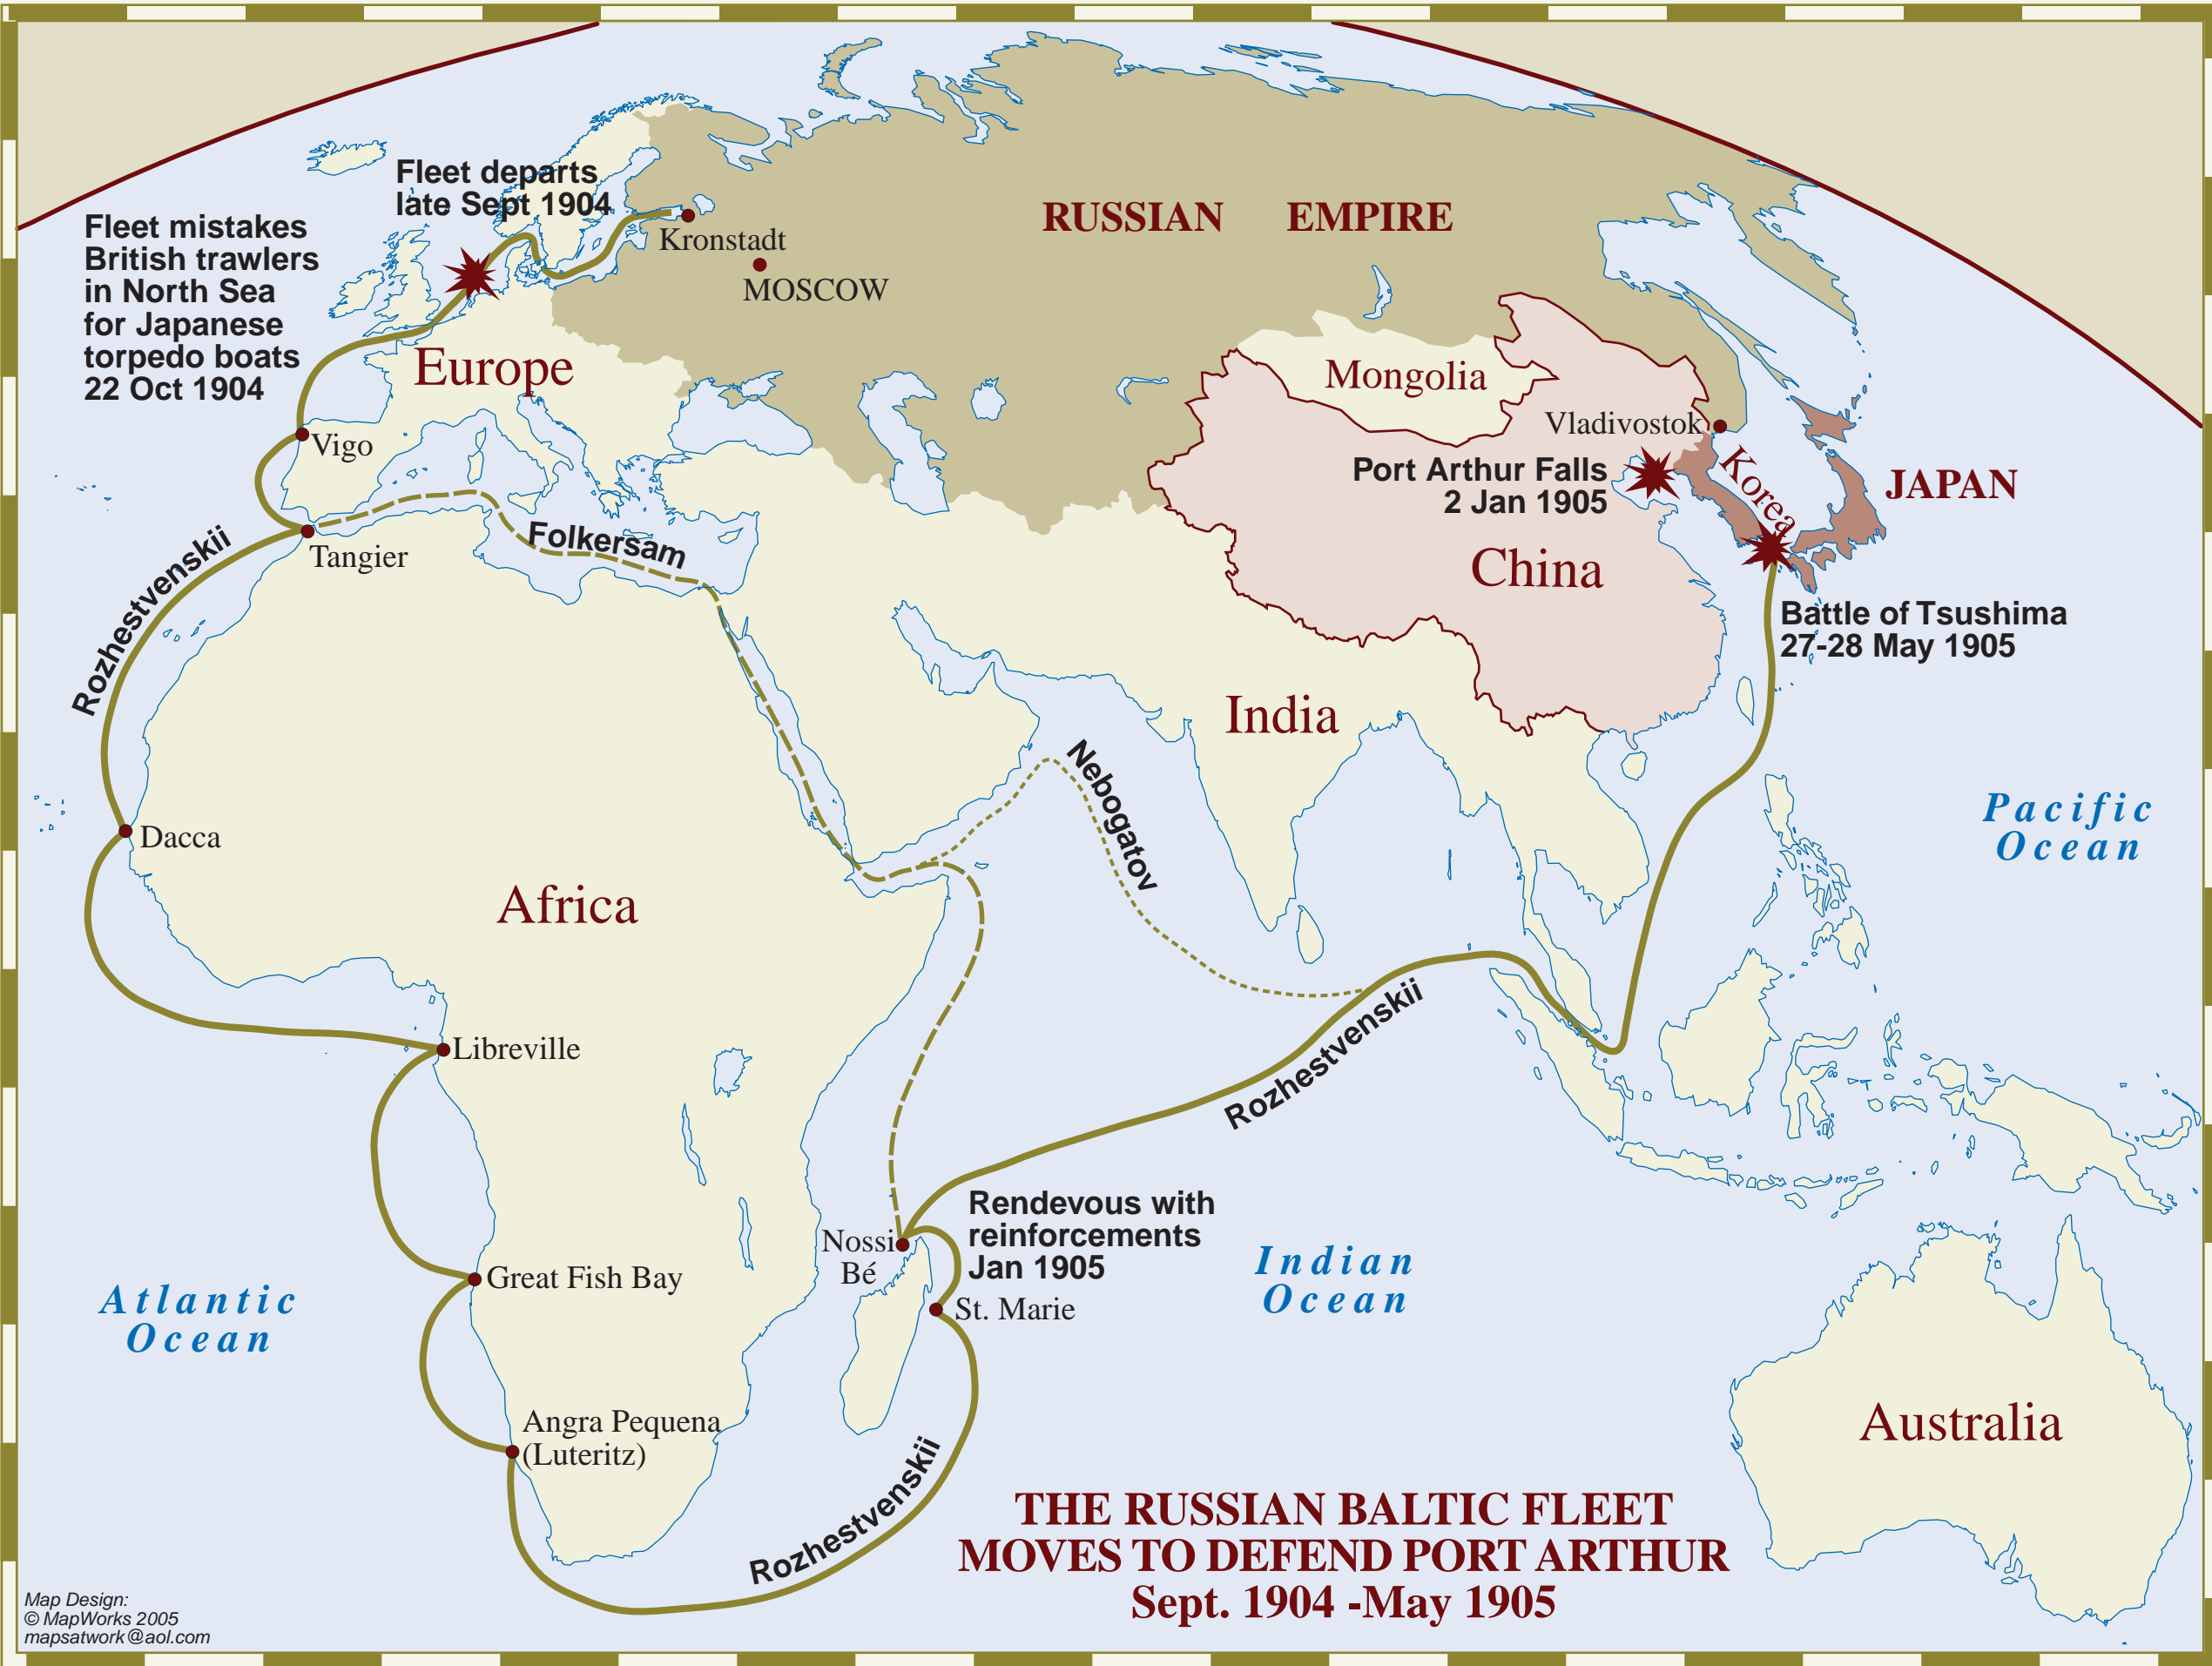 Fleet departs
late Sept 1904
Fleet mistakes
British trawlers
in North Sea
for Japanese
torpedo boats
22 Oct 1904
Kronstadt
MOSCOW
RUSSIAN EMPIRE
Europe
Mongolia
Vladivostok
Vigo
Port Arthur Falls
2 Jan 1905
Korea
JAPAN
Tangier
Folkersam
Rozhestvenskii
China
Battle of Tsushima
27-28 May 1905
India
Nebogatov
Pacific
Ocean
Dacca
Africa
Libreville
Rozhestvenskii
Nossi
Bé
Rendevous with
reinforcements
Jan 1905
St. Marie
Great Fish Bay
Atlantic
Ocean
Indian
Ocean
Angra Pequena
(Luteritz)
Australia
Rozhestvenskii
THE RUSSIAN BALTIC FLEET
MOVES TO DEFEND PORT ARTHUR
Sept. 1904 -May 1905
Map Design:
© MapWorks 2005
mapsatwork@aol.com